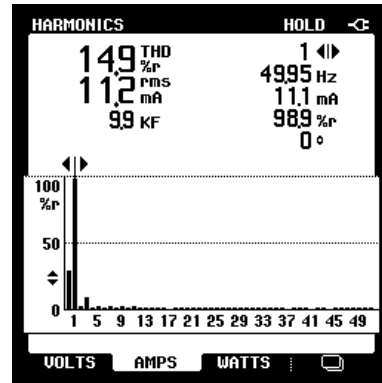 HARMONICS HOLD
14.9 THD %r 1
11.2 rms mA 49.95 Hz
9.9 KF 11.1 mA
98.9 %r
0 °
100
%r
50
0
1 5 9 13 17 21 25 29 33 37 41 45 49
VOLTS AMPS WATTS